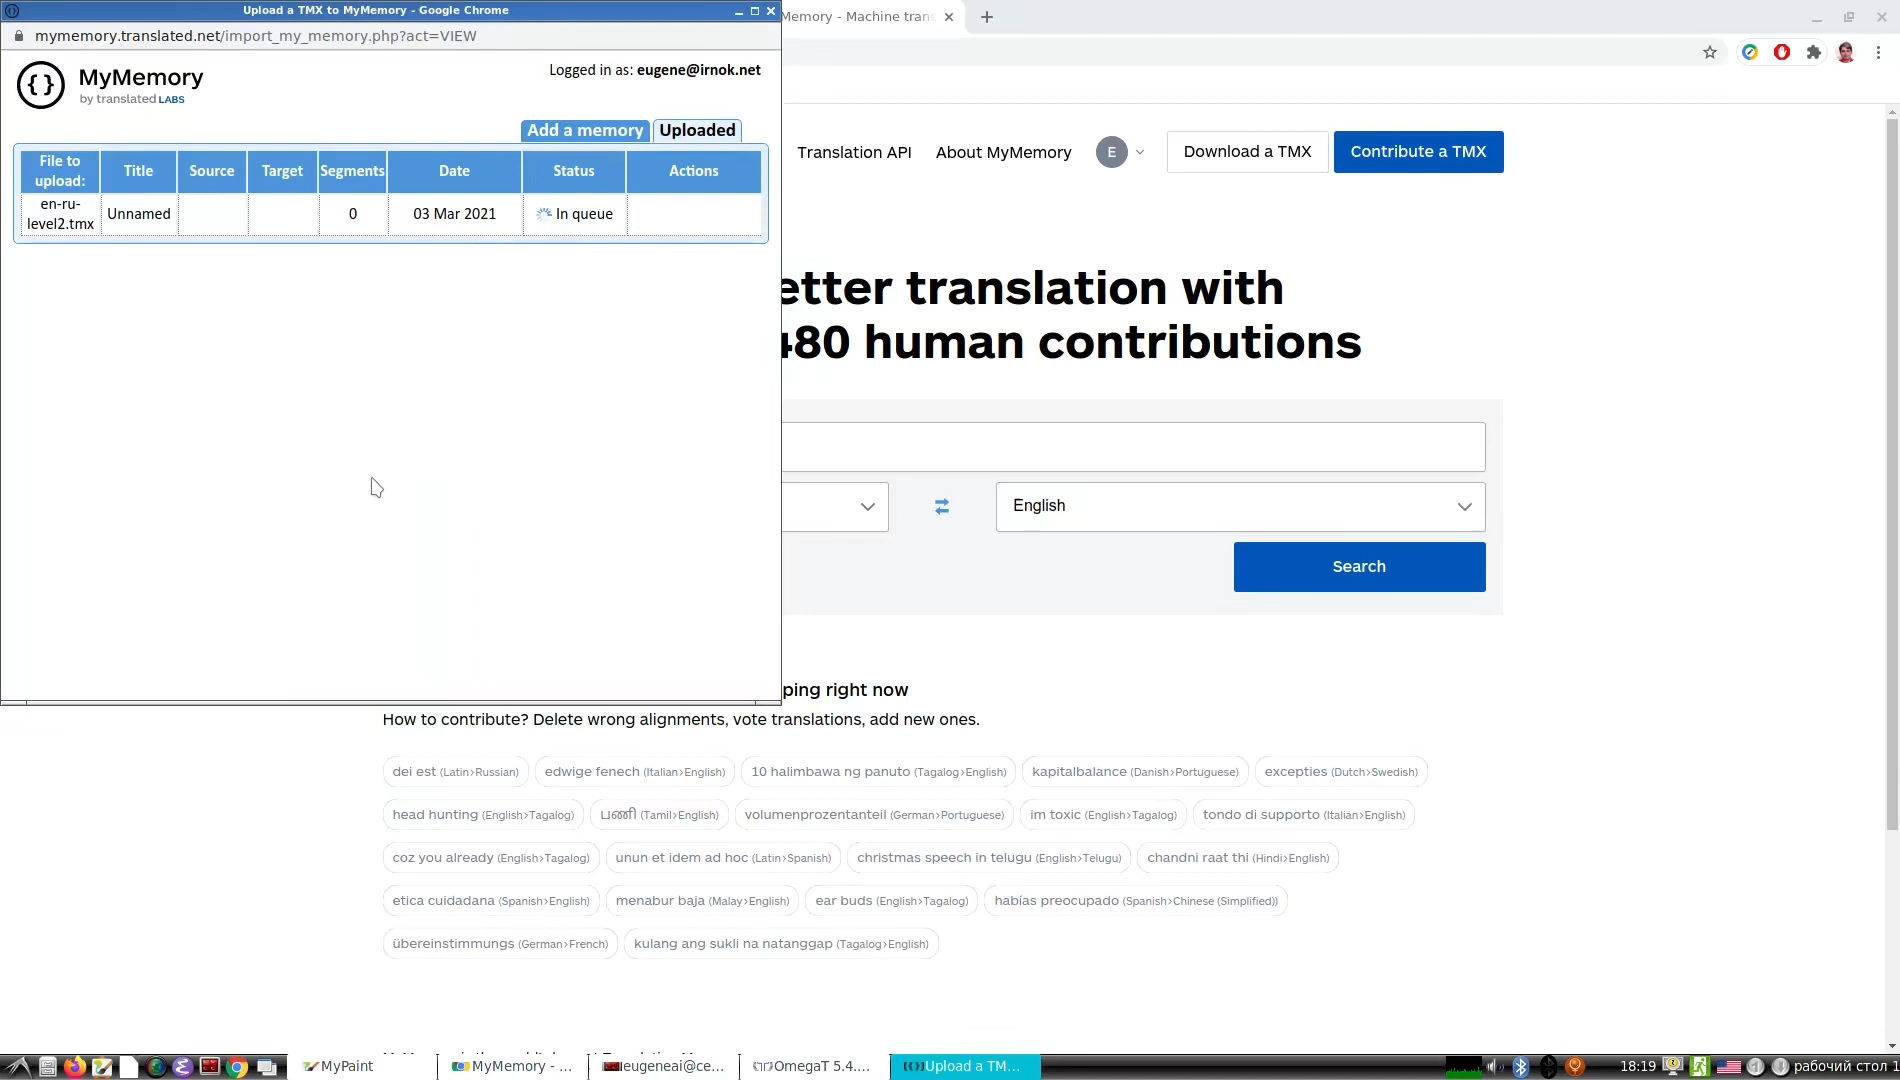 Upload a TMX to MyMemory - Google Chrome
mymemory.translated.net/import_my_memory.php?act=VIEW
MyMemory
by translated LABS
Logged in as: eugene@irnok.net
Add a memory
Uploaded
File to upload:
Title
Source
Target
Segments
Date
Status
Actions
en-ru-
level2.tmx
Unnamed
0
03 Mar 2021
In queue
Memory - Machine trans
Translation API
About MyMemory
E
Download a TMX
Contribute a TMX
etter translation with
480 human contributions
English
Search
ping right now
How to contribute? Delete wrong alignments, vote translations, add new ones.
dei est (Latin>Russian)
edwige fenech (Italian>English)
10 halimbawa ng panuto (Tagalog>English)
kapitalbalance (Danish>Portuguese)
excepties (Dutch>Swedish)
head hunting (English>Tagalog)
பணி (Tamil>English)
volumenprozentanteil (German>Portuguese)
im toxic (English>Tagalog)
tondo di supporto (Italian>English)
coz you already (English>Tagalog)
unun et idem ad hoc (Latin>Spanish)
christmas speech in telugu (English>Telugu)
chandni raat thi (Hindi>English)
etica cuidadana (Spanish>English)
menabur baja (Malay>English)
ear buds (English>Tagalog)
habías preocupado (Spanish>Chinese (Simplified))
übereinstimmungs (German>French)
kulang ang sukli na natanggap (Tagalog>English)
MyPaint
MyMemory - ...
eugeneai@ce...
OmegaT 5.4....
Upload a TM...
18:19
рабочий стол 1